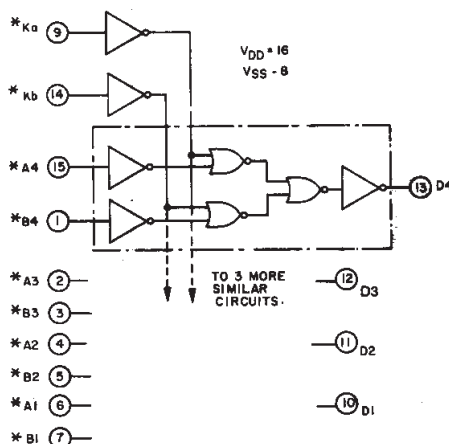 *Ka 9
VDD = 16
VSS - 8
*Kb 14
*A4 15
13 D4
*B4 1
*A3 2
TO 3 MORE
SIMILAR
CIRCUITS.
12 D3
*B3 3
*A2 4
11 D2
*B2 5
*A1 6
10 D1
*B1 7